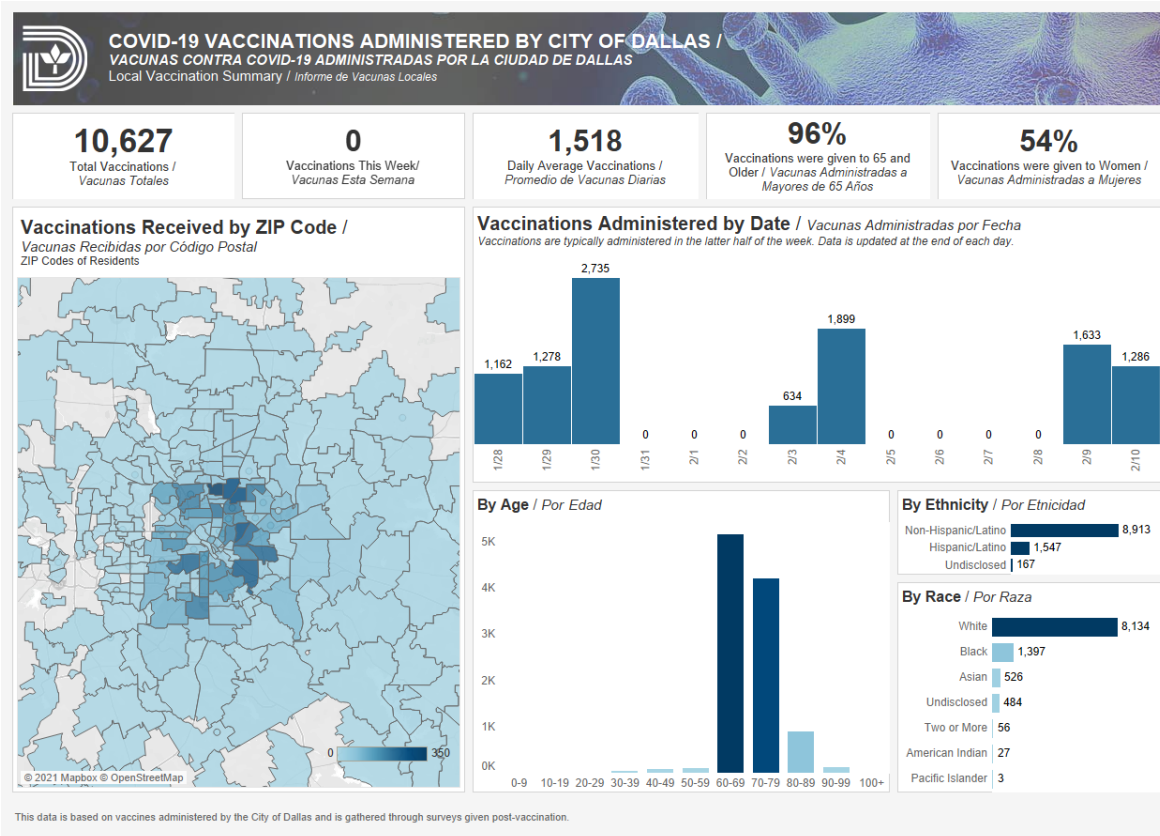 COVID-19 VACCINATIONS ADMINISTERED BY CITY OF DALLAS /
VACUNAS CONTRA COVID-19 ADMINISTRADAS POR LA CIUDAD DE DALLAS
Local Vaccination Summary / Informe de Vacunas Locales
10,627
Total Vaccinations /
Vacunas Totales
0
Vaccinations This Week/
Vacunas Esta Semana
1,518
Daily Average Vaccinations /
Promedio de Vacunas Diarias
96%
Vaccinations were given to 65 and
Older / Vacunas Administradas a
Mayores de 65 Años
54%
Vaccinations were given to Women /
Vacunas Administradas a Mujeres
Vaccinations Received by ZIP Code /
Vacunas Recibidas por Código Postal
ZIP Codes of Residents
0 350
© 2021 Mapbox © OpenStreetMap
Vaccinations Administered by Date / Vacunas Administradas por Fecha
Vaccinations are typically administered in the latter half of the week. Data is updated at the end of each day.
1,162 1,278 2,735 0 0 0 634 1,899 0 0 0 0 1,633 1,286
1/28 1/29 1/30 1/31 2/1 2/2 2/3 2/4 2/5 2/6 2/7 2/8 2/9 2/10
By Age / Por Edad
5K
4K
3K
2K
1K
0K
0-9 10-19 20-29 30-39 40-49 50-59 60-69 70-79 80-89 90-99 100+
By Ethnicity / Por Etnicidad
Non-Hispanic/Latino 8,913
Hispanic/Latino 1,547
Undisclosed 167
By Race / Por Raza
White 8,134
Black 1,397
Asian 526
Undisclosed 484
Two or More 56
American Indian 27
Pacific Islander 3
This data is based on vaccines administered by the City of Dallas and is gathered through surveys given post-vaccination.